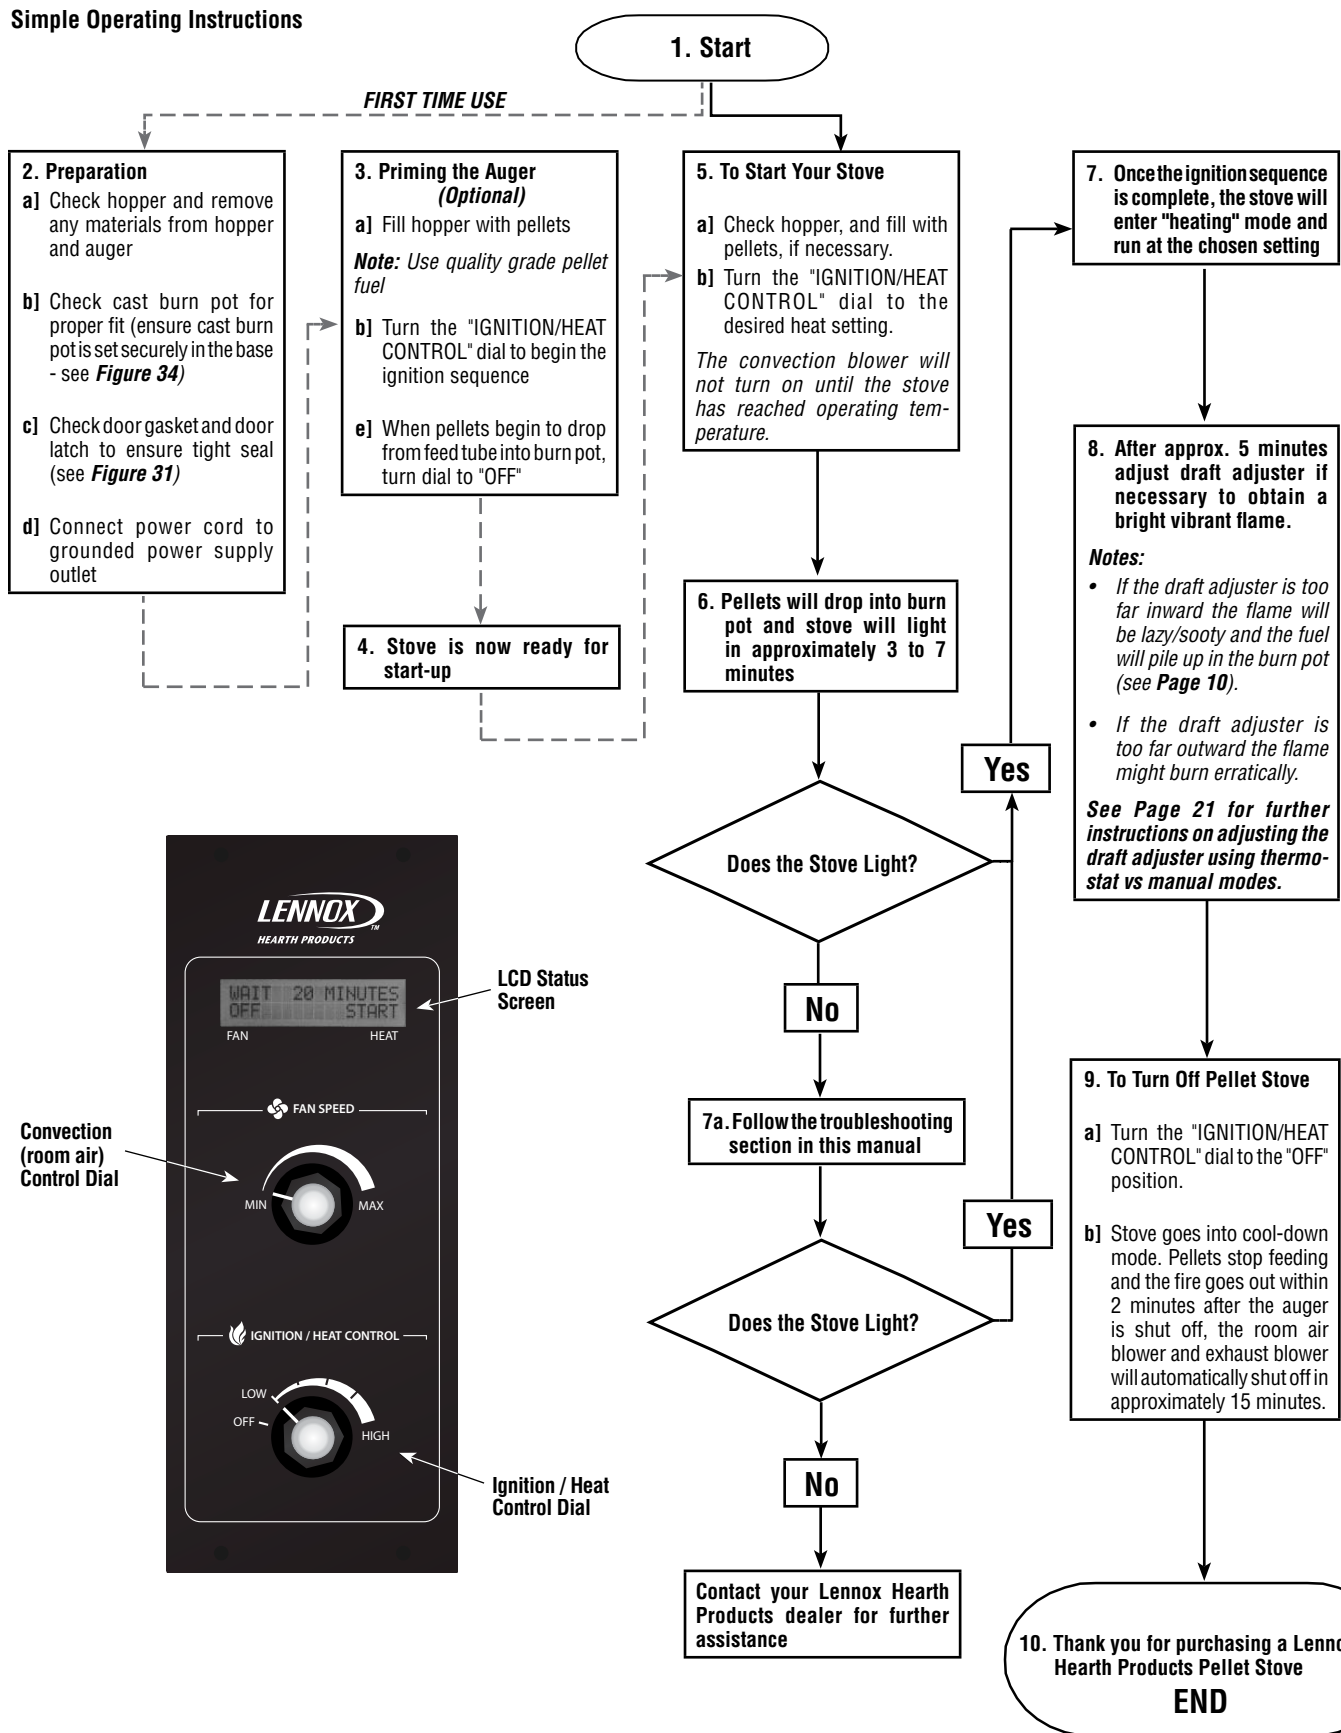 Simple Operating Instructions
1. Start
FIRST TIME USE
2. Preparation
a] Check hopper and remove
any materials from hopper
and auger
b] Check cast burn pot for
proper fit (ensure cast burn
pot is set securely in the base
- see Figure 34)
c] Check door gasket and door
latch to ensure tight seal
(see Figure 31)
d] Connect power cord to
grounded power supply
outlet
3. Priming the Auger
(Optional)
a] Fill hopper with pellets
Note: Use quality grade pellet
fuel
b] Turn the "IGNITION/HEAT
CONTROL" dial to begin the
ignition sequence
e] When pellets begin to drop
from feed tube into burn pot,
turn dial to "OFF"
4. Stove is now ready for
start-up
5. To Start Your Stove
a] Check hopper, and fill with
pellets, if necessary.
b] Turn the "IGNITION/HEAT
CONTROL" dial to the
desired heat setting.
The convection blower will
not turn on until the stove
has reached operating tem-
perature.
6. Pellets will drop into burn
pot and stove will light
in approximately 3 to 7
minutes
Does the Stove Light?
Yes
No
7a. Follow the troubleshooting
section in this manual
Does the Stove Light?
Yes
No
Contact your Lennox Hearth
Products dealer for further
assistance
7. Once the ignition sequence
is complete, the stove will
enter "heating" mode and
run at the chosen setting
8. After approx. 5 minutes
adjust draft adjuster if
necessary to obtain a
bright vibrant flame.
Notes:
• If the draft adjuster is too
far inward the flame will
be lazy/sooty and the fuel
will pile up in the burn pot
(see Page 10).
• If the draft adjuster is
too far outward the flame
might burn erratically.
See Page 21 for further
instructions on adjusting the
draft adjuster using thermo-
stat vs manual modes.
9. To Turn Off Pellet Stove
a] Turn the "IGNITION/HEAT
CONTROL" dial to the "OFF"
position.
b] Stove goes into cool-down
mode. Pellets stop feeding
and the fire goes out within
2 minutes after the auger
is shut off, the room air
blower and exhaust blower
will automatically shut off in
approximately 15 minutes.
10. Thank you for purchasing a Lenno
Hearth Products Pellet Stove
END
LENNOX
TM
HEARTH PRODUCTS
WAIT 20 MINUTES
OFF START
FAN HEAT
LCD Status
Screen
FAN SPEED
MIN MAX
Convection
(room air)
Control Dial
IGNITION / HEAT CONTROL
LOW
OFF
HIGH
Ignition / Heat
Control Dial